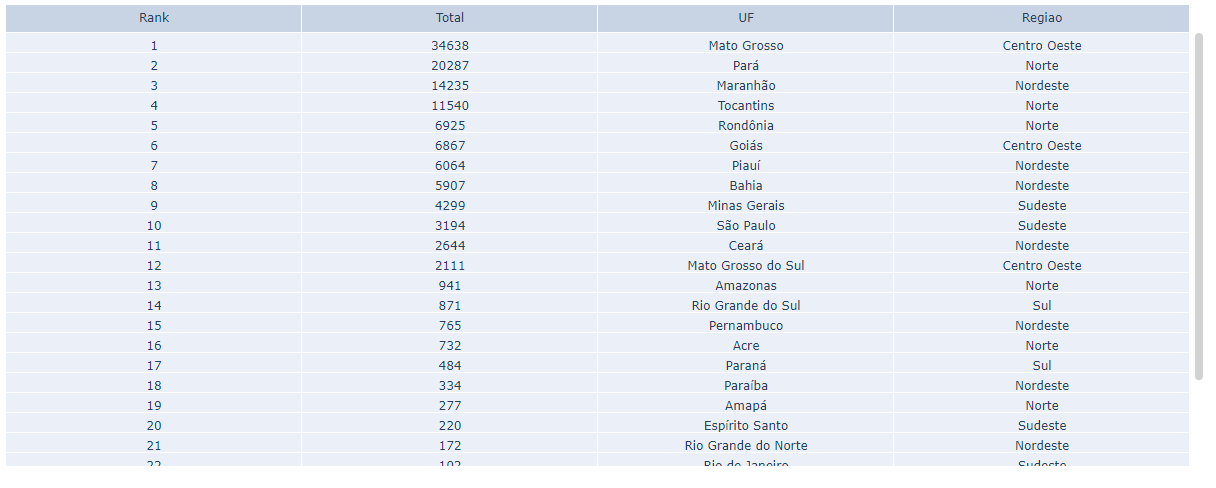 Rank Total UF Regiao
1 34638 Mato Grosso Centro Oeste
2 20287 Pará Norte
3 14235 Maranhão Nordeste
4 11540 Tocantins Norte
5 6925 Rondônia Norte
6 6867 Goiás Centro Oeste
7 6064 Piauí Nordeste
8 5907 Bahia Nordeste
9 4299 Minas Gerais Sudeste
10 3194 São Paulo Sudeste
11 2644 Ceará Nordeste
12 2111 Mato Grosso do Sul Centro Oeste
13 941 Amazonas Norte
14 871 Rio Grande do Sul Sul
15 765 Pernambuco Nordeste
16 732 Acre Norte
17 484 Paraná Sul
18 334 Paraíba Nordeste
19 277 Amapá Norte
20 220 Espírito Santo Sudeste
21 172 Rio Grande do Norte Nordeste
22 102 Rio de Janeiro Sudeste